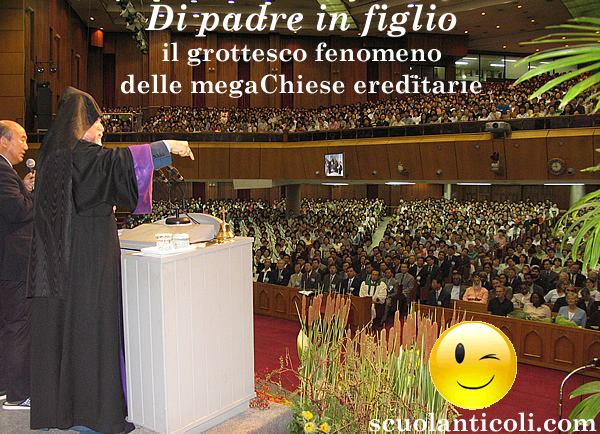 Di padre in figlio
il grottesco fenomeno
delle megaChiese ereditarie
scuolanticoli.com